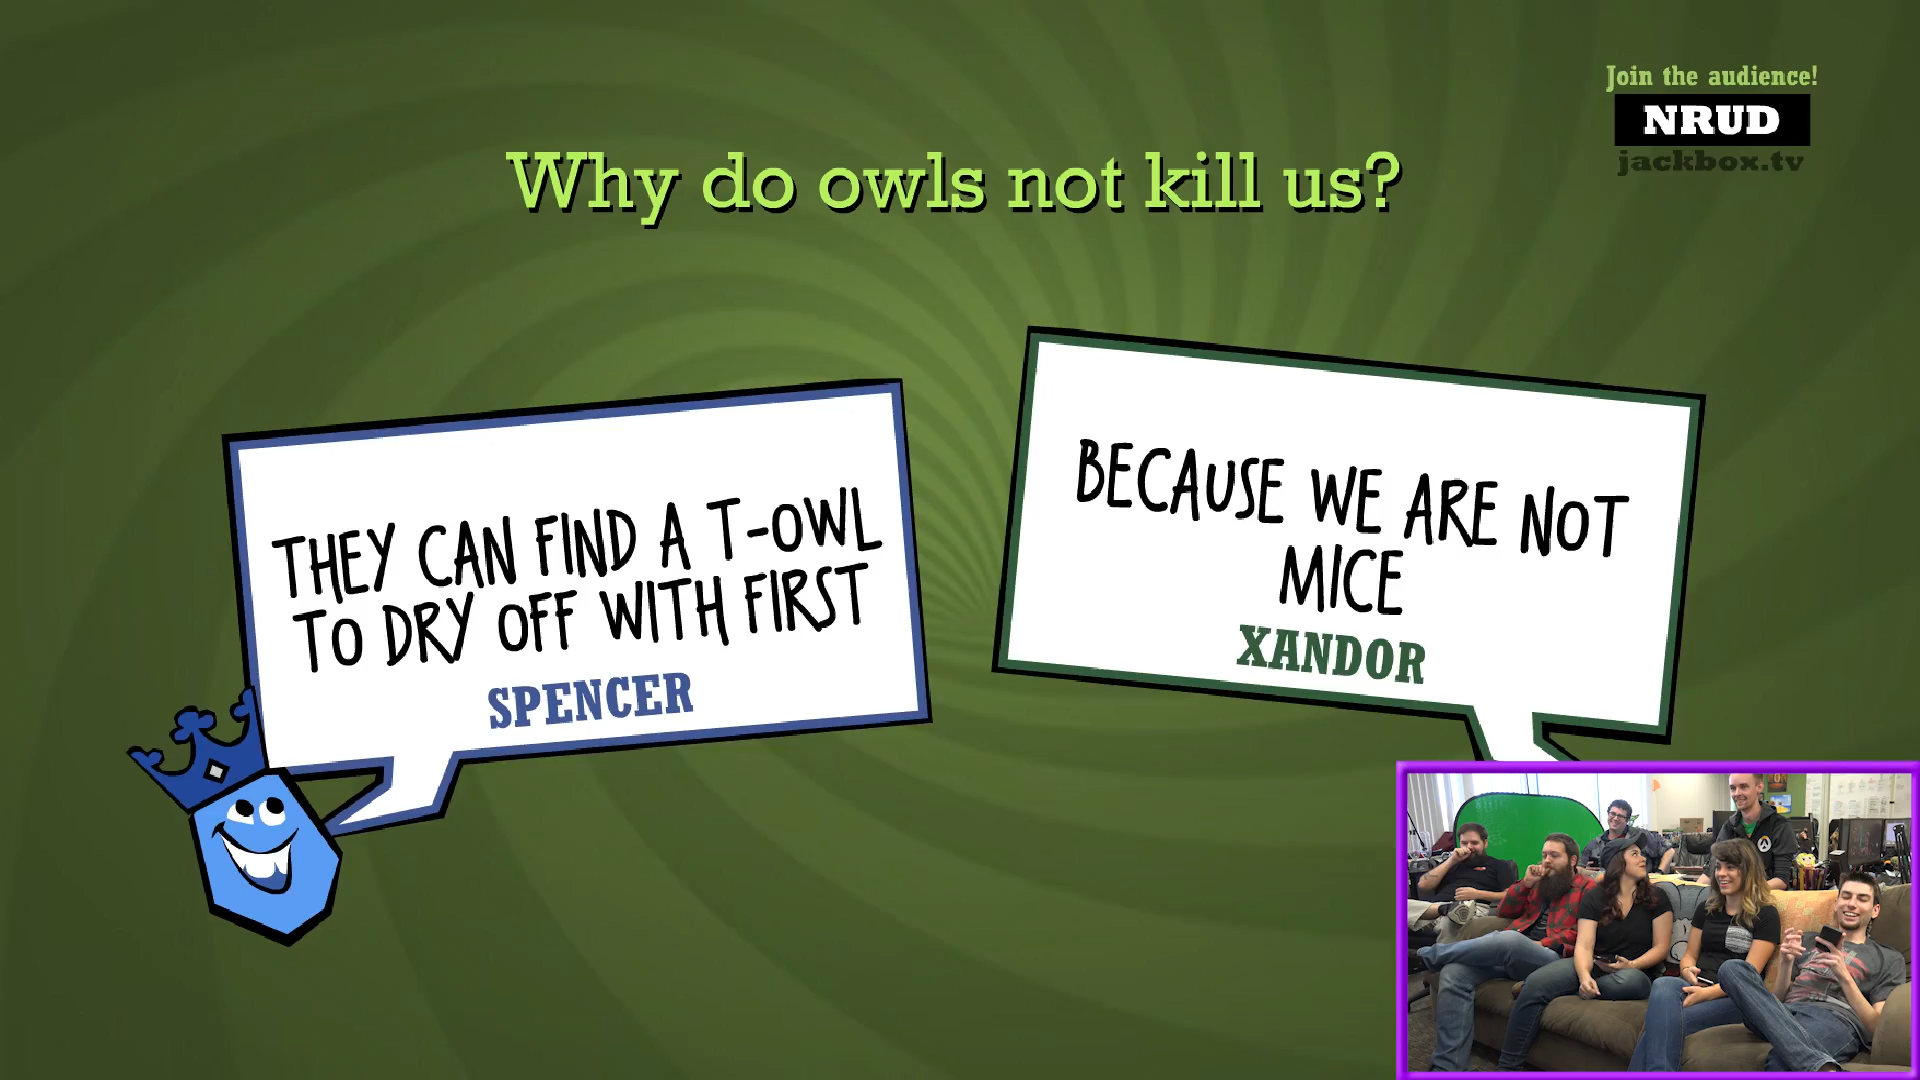 Join the audience!
NRUD
jackbox.tv
Why do owls not kill us?
THEY CAN FIND A T-OWL
TO DRY OFF WITH FIRST
SPENCER
BECAUSE WE ARE NOT
MICE
XANDOR